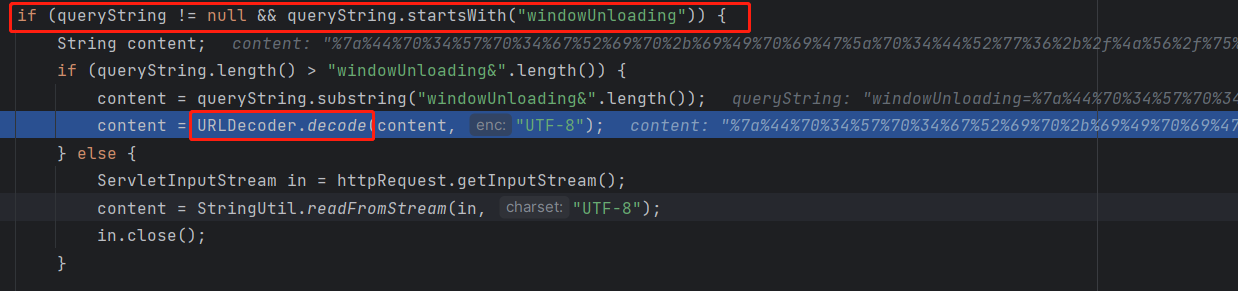 if (queryString != null && queryString.startsWith("windowUnloading")) {
String content; content: "%7a%44%70%34%57%70%34%67%52%69%70%2b%69%49%70%69%47%5a%70%34%44%52%77%36%2b%2f%4a%56%2f%75%
if (queryString.length() > "windowUnloading&".length()) {
content = queryString.substring("windowUnloading&".length()); queryString: "windowUnloading=%7a%44%70%34%57%70%34
content = URLDecoder.decode(content, enc: "UTF-8"); content: "%7a%44%70%34%57%70%34%67%52%69%70%2b%69%49%70%69%47
} else {
ServletInputStream in = httpRequest.getInputStream();
content = StringUtil.readFromStream(in, charset: "UTF-8");
in.close();
}